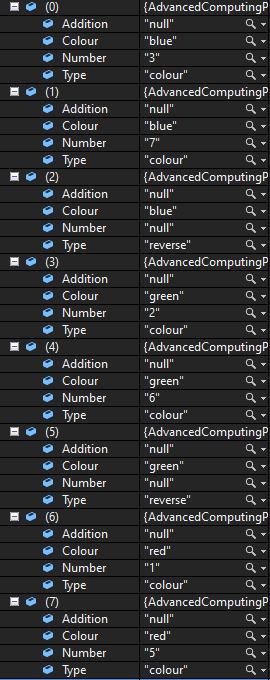 (0) {AdvancedComputingP
Addition "null"
Colour "blue"
Number "3"
Type "colour"
(1) {AdvancedComputingP
Addition "null"
Colour "blue"
Number "7"
Type "colour"
(2) {AdvancedComputingP
Addition "null"
Colour "blue"
Number "null"
Type "reverse"
(3) {AdvancedComputingP
Addition "null"
Colour "green"
Number "2"
Type "colour"
(4) {AdvancedComputingP
Addition "null"
Colour "green"
Number "6"
Type "colour"
(5) {AdvancedComputingP
Addition "null"
Colour "green"
Number "null"
Type "reverse"
(6) {AdvancedComputingP
Addition "null"
Colour "red"
Number "1"
Type "colour"
(7) {AdvancedComputingP
Addition "null"
Colour "red"
Number "5"
Type "colour"